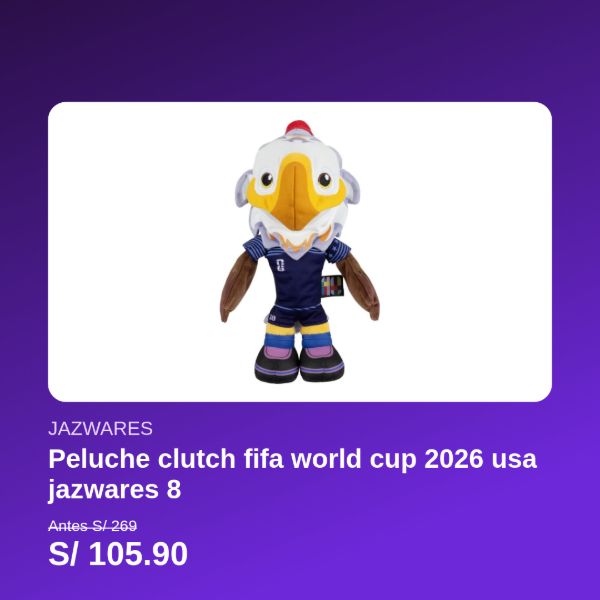 JAZWARES
Peluche clutch fifa world cup 2026 usa
jazwares 8
Antes S/ 269
S/ 105.90